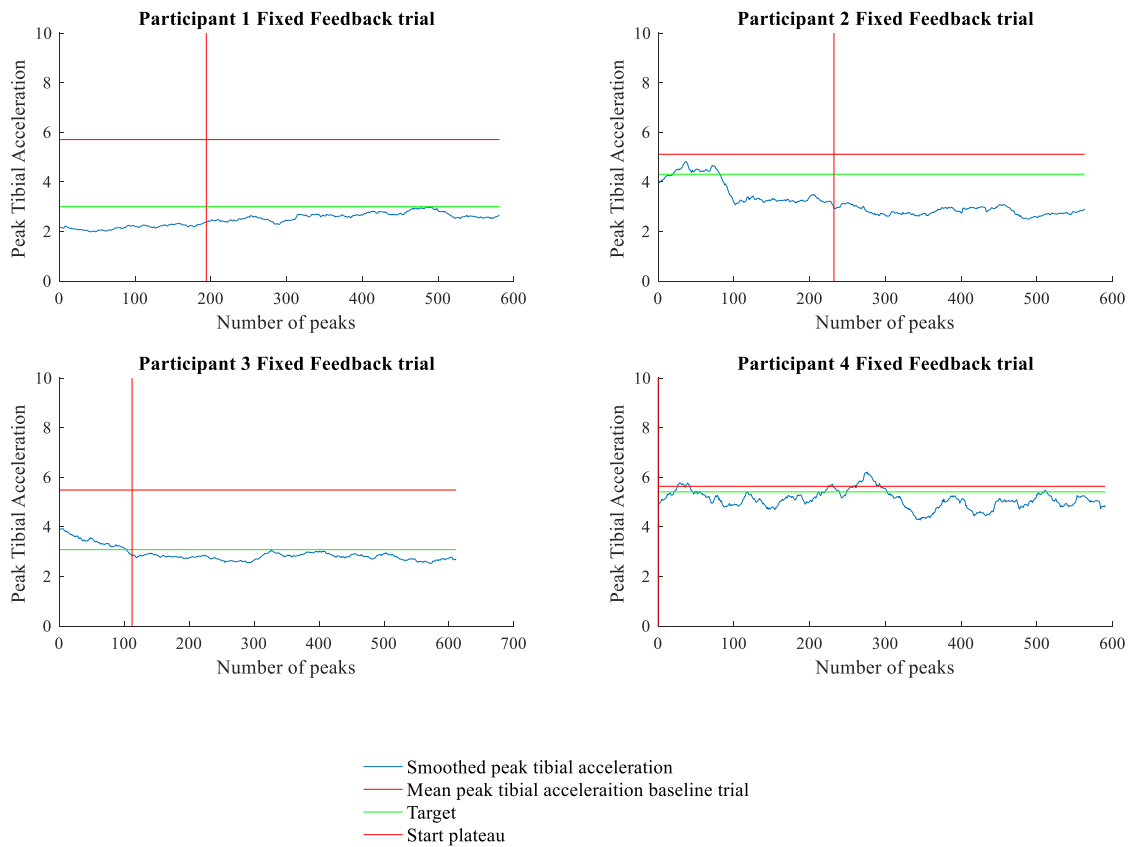 Participant 1 Fixed Feedback trial
10
8
6
4
2
0
Peak Tibial Acceleration
0 100 200 300 400 500 600
Number of peaks
Participant 2 Fixed Feedback trial
10
8
6
4
2
0
Peak Tibial Acceleration
0 100 200 300 400 500 600
Number of peaks
Participant 3 Fixed Feedback trial
10
8
6
4
2
0
Peak Tibial Acceleration
0 100 200 300 400 500 600 700
Number of peaks
Participant 4 Fixed Feedback trial
10
8
6
4
2
0
Peak Tibial Acceleration
0 100 200 300 400 500 600
Number of peaks
Smoothed peak tibial acceleration
Mean peak tibial acceleraition baseline trial
Target
Start plateau